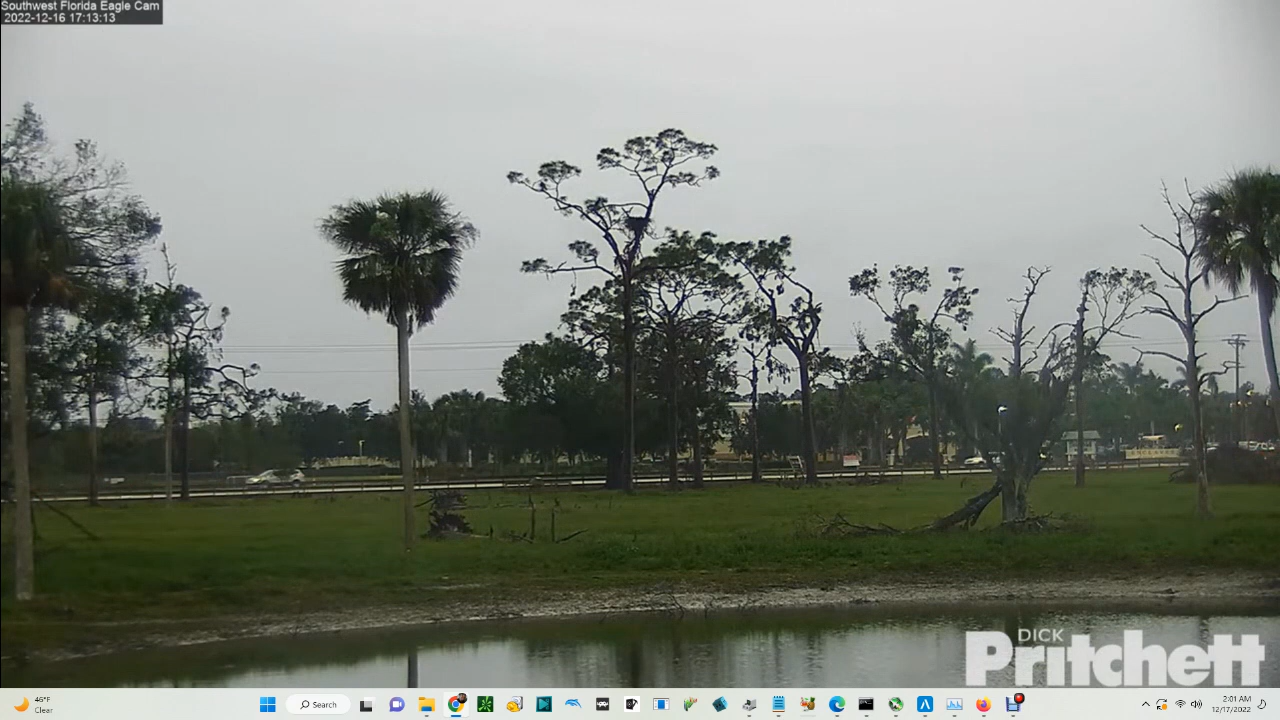 Southwest Florida Eagle Cam
2022-12-16 17:13:13
DICK
Pritchett
46°F
Clear
Search
2:01 AM
12/17/2022